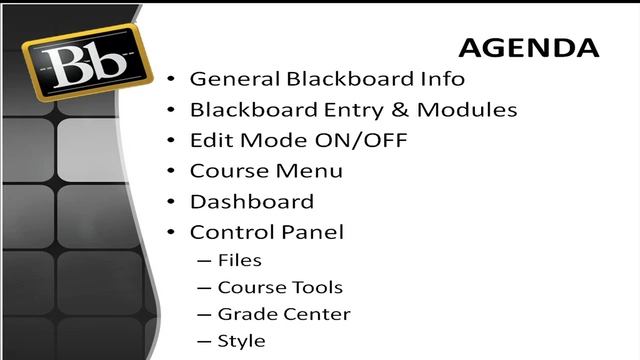 Bb
AGENDA
• General Blackboard Info
• Blackboard Entry & Modules
• Edit Mode ON/OFF
• Course Menu
• Dashboard
• Control Panel
– Files
– Course Tools
– Grade Center
– Style